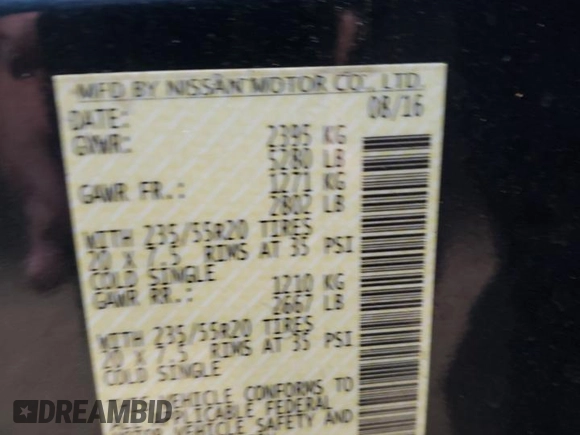 MFD BY NISSAN MOTOR CO., LTD.
DATE: 08/16
GVWR: 2395 KG
5280 LB
GAWR FR.: 1271 KG
2802 LB
WITH 235/55R20 TIRES
20 X 7.5 RIMS AT 35 PSI
COLD SINGLE
GAWR RR.: 1210 KG
2667 LB
WITH 235/55R20 TIRES
20 X 7.5 RIMS AT 35 PSI
COLD SINGLE
VEHICLE CONFORMS TO
FEDERAL
VEHICLE SAFETY AND
DREAMBID